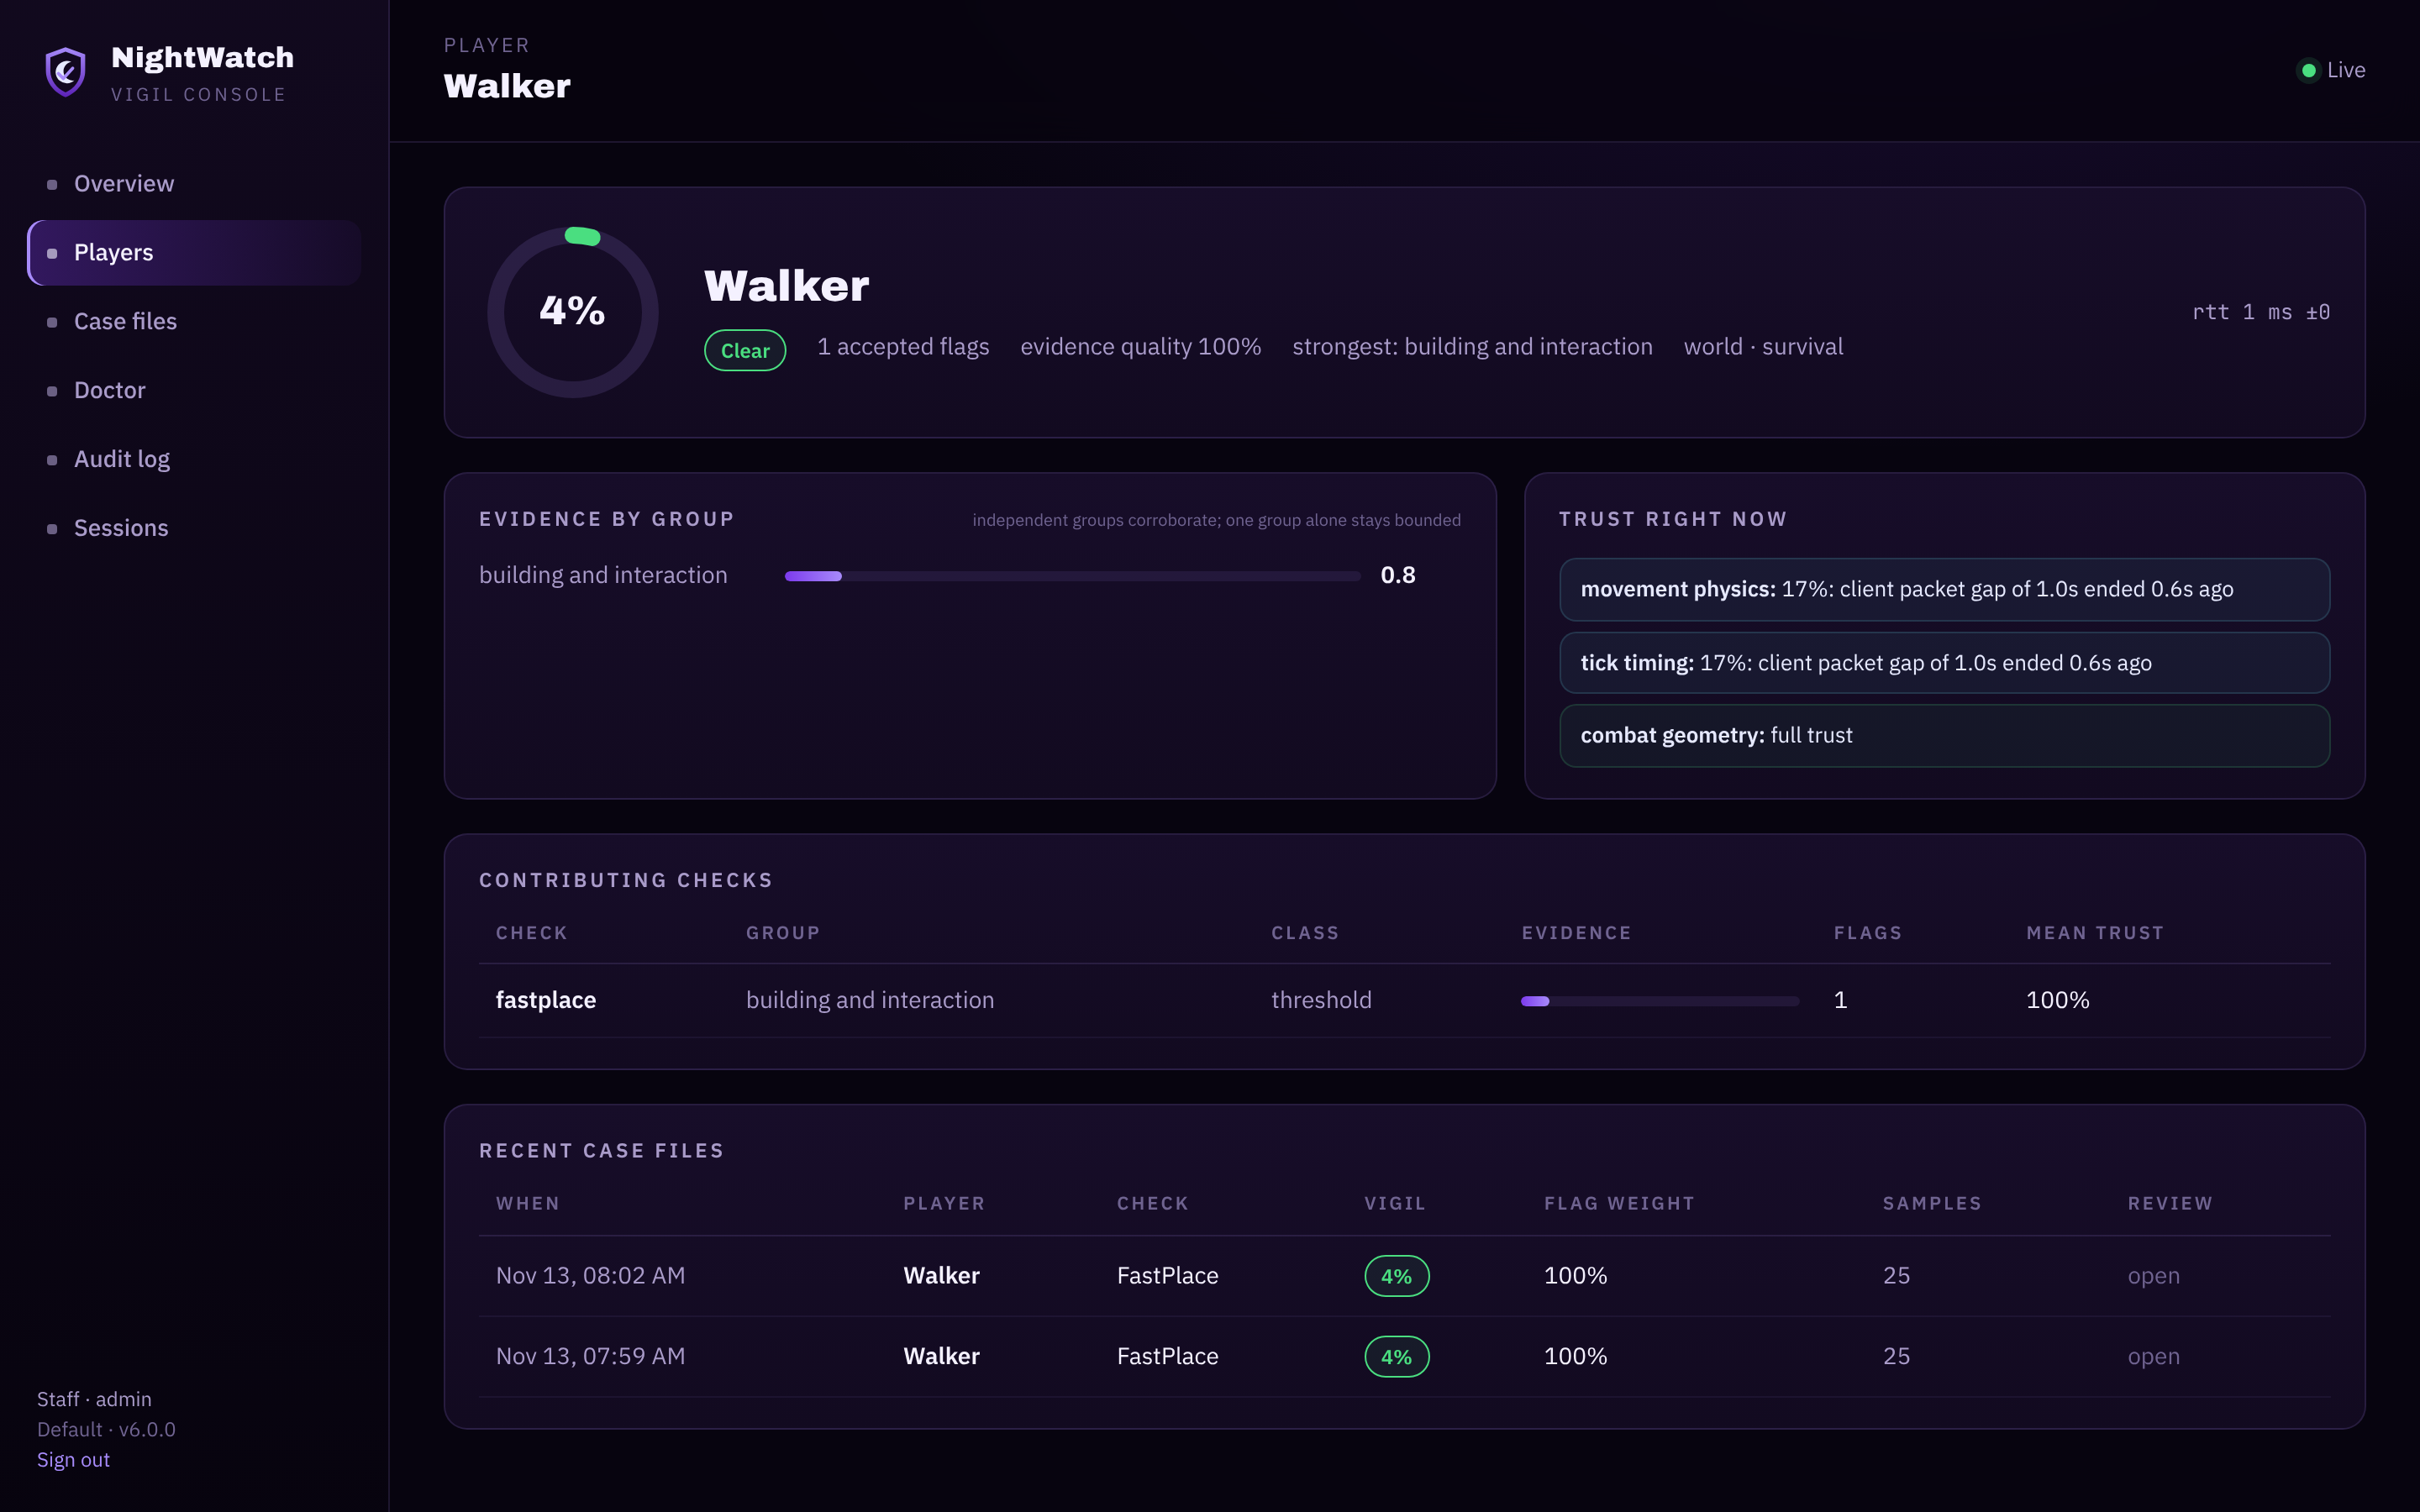 NightWatch
VIGIL CONSOLE
Overview
Players
Case files
Doctor
Audit log
Sessions
Staff · admin
Default · v6.0.0
Sign out
PLAYER
Walker
Live
4%
Walker
Clear 1 accepted flags evidence quality 100% strongest: building and interaction world · survival
rtt 1 ms ±0
EVIDENCE BY GROUP independent groups corroborate; one group alone stays bounded
building and interaction 0.8
TRUST RIGHT NOW
movement physics: 17%: client packet gap of 1.0s ended 0.6s ago
tick timing: 17%: client packet gap of 1.0s ended 0.6s ago
combat geometry: full trust
CONTRIBUTING CHECKS
CHECK GROUP CLASS EVIDENCE FLAGS MEAN TRUST
fastplace building and interaction threshold 1 100%
RECENT CASE FILES
WHEN PLAYER CHECK VIGIL FLAG WEIGHT SAMPLES REVIEW
Nov 13, 08:02 AM Walker FastPlace 4% 100% 25 open
Nov 13, 07:59 AM Walker FastPlace 4% 100% 25 open